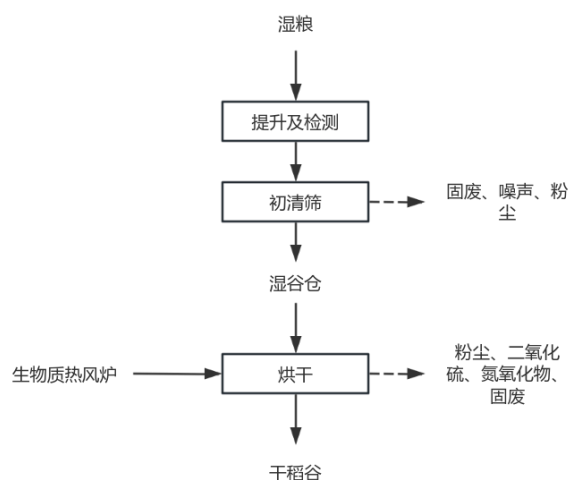 湿粮
提升及检测
初清筛
固废、噪声、粉
尘
湿谷仓
生物质热风炉
烘干
粉尘、二氧化
硫、氮氧化物、
固废
干稻谷